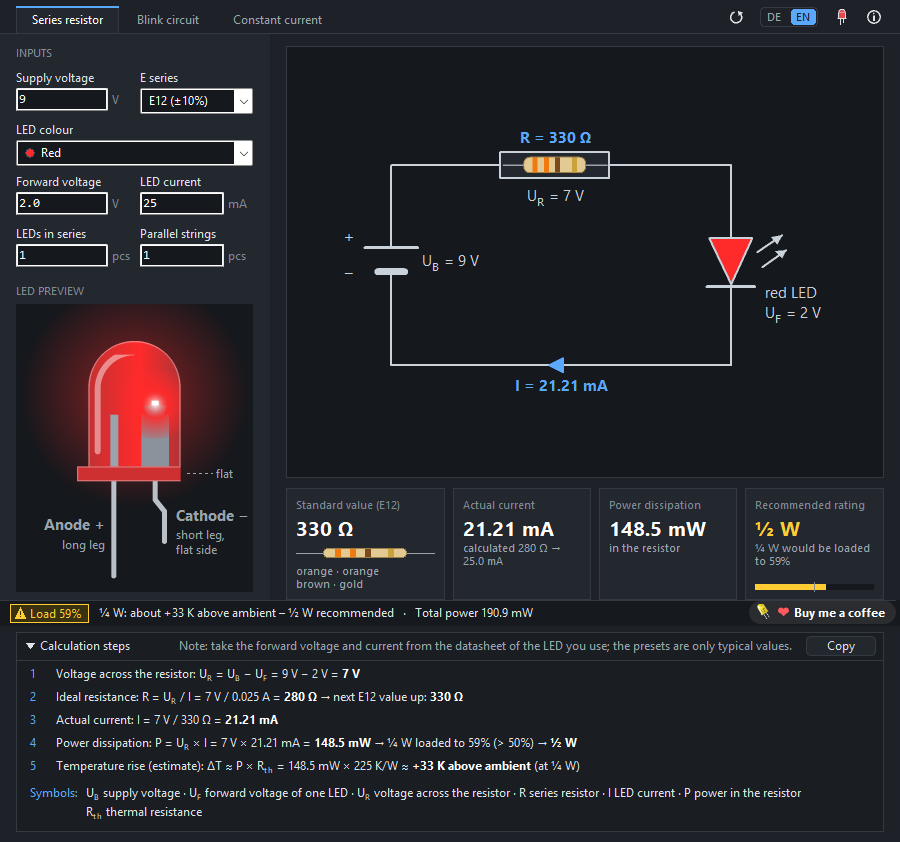 Series resistor
Blink circuit
Constant current
DE
EN
INPUTS
Supply voltage
E series
9
V
E12 (±10%)
LED colour
Red
Forward voltage
LED current
2.0
V
25
mA
LEDs in series
Parallel strings
1
pcs
1
pcs
LED PREVIEW
flat
Anode +
long leg
Cathode −
short leg,
flat side
R = 330 Ω
UR = 7 V
+
−
UB = 9 V
red LED
UF = 2 V
I = 21.21 mA
Standard value (E12)
330 Ω
orange · orange
brown · gold
Actual current
21.21 mA
calculated 280 Ω →
25.0 mA
Power dissipation
148.5 mW
in the resistor
Recommended rating
½ W
¼ W would be loaded
to 59%
Load 59%
¼ W: about +33 K above ambient – ½ W recommended · Total power 190.9 mW
Buy me a coffee
Calculation steps
Note: take the forward voltage and current from the datasheet of the LED you use; the presets are only typical values.
Copy
1 Voltage across the resistor: UR = UB − UF = 9 V − 2 V = 7 V
2 Ideal resistance: R = UR / I = 7 V / 0.025 A = 280 Ω → next E12 value up: 330 Ω
3 Actual current: I = 7 V / 330 Ω = 21.21 mA
4 Power dissipation: P = UR × I = 7 V × 21.21 mA = 148.5 mW → ¼ W loaded to 59% (> 50%) → ½ W
5 Temperature rise (estimate): ΔT ≈ P × Rth = 148.5 mW × 225 K/W ≈ +33 K above ambient (at ¼ W)
Symbols: UB supply voltage · UF forward voltage of one LED · UR voltage across the resistor · R series resistor · I LED current · P power in the resistor
Rth thermal resistance